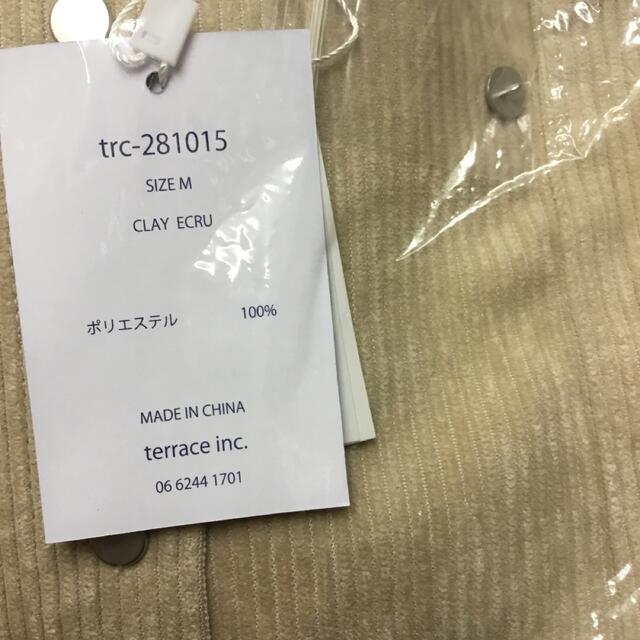 trc-281015
SIZE M
CLAY ECRU
ポリエステル 100%
MADE IN CHINA
terrace inc.
06 6244 1701